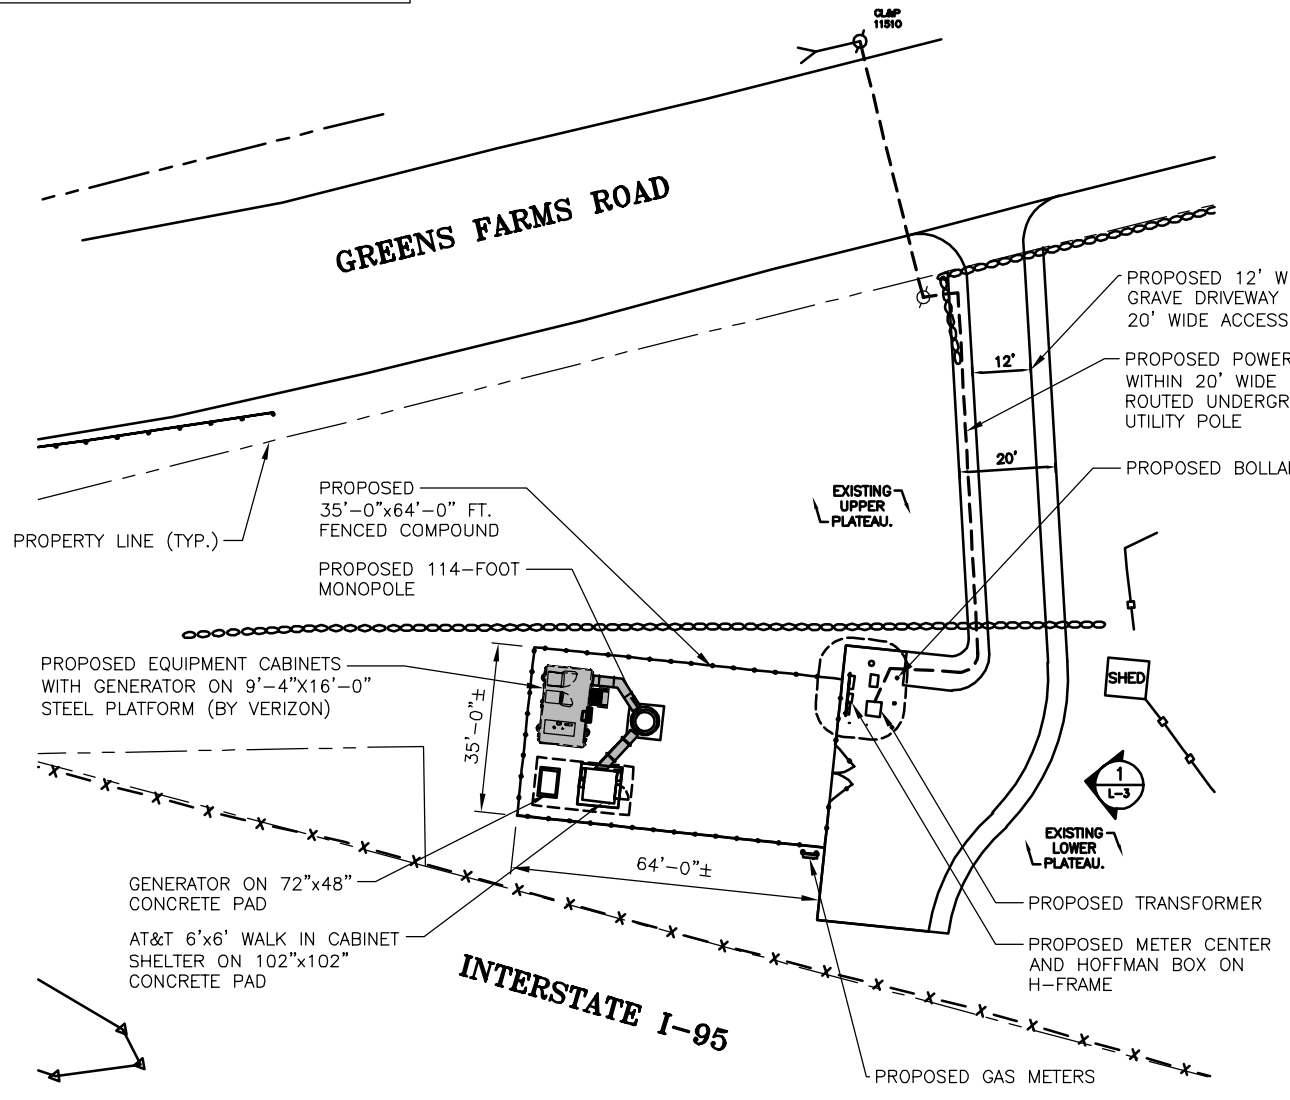 CL&P
11510
GREENS FARMS ROAD
PROPOSED 12' W
GRAVE DRIVEWAY
20' WIDE ACCESS
12'
PROPOSED POWER
WITHIN 20' WIDE
ROUTED UNDERGR
UTILITY POLE
20'
PROPOSED BOLLA
EXISTING
UPPER
PLATEAU.
PROPOSED
35'-0"x64'-0" FT.
FENCED COMPOUND
PROPERTY LINE (TYP.)
PROPOSED 114-FOOT
MONOPOLE
PROPOSED EQUIPMENT CABINETS
WITH GENERATOR ON 9'-4"X16'-0"
STEEL PLATFORM (BY VERIZON)
SHED
35'-0"±
1
L-3
EXISTING
LOWER
PLATEAU.
64'-0"±
GENERATOR ON 72"x48"
CONCRETE PAD
PROPOSED TRANSFORMER
AT&T 6'x6' WALK IN CABINET
SHELTER ON 102"x102"
CONCRETE PAD
PROPOSED METER CENTER
AND HOFFMAN BOX ON
H-FRAME
INTERSTATE I-95
PROPOSED GAS METERS